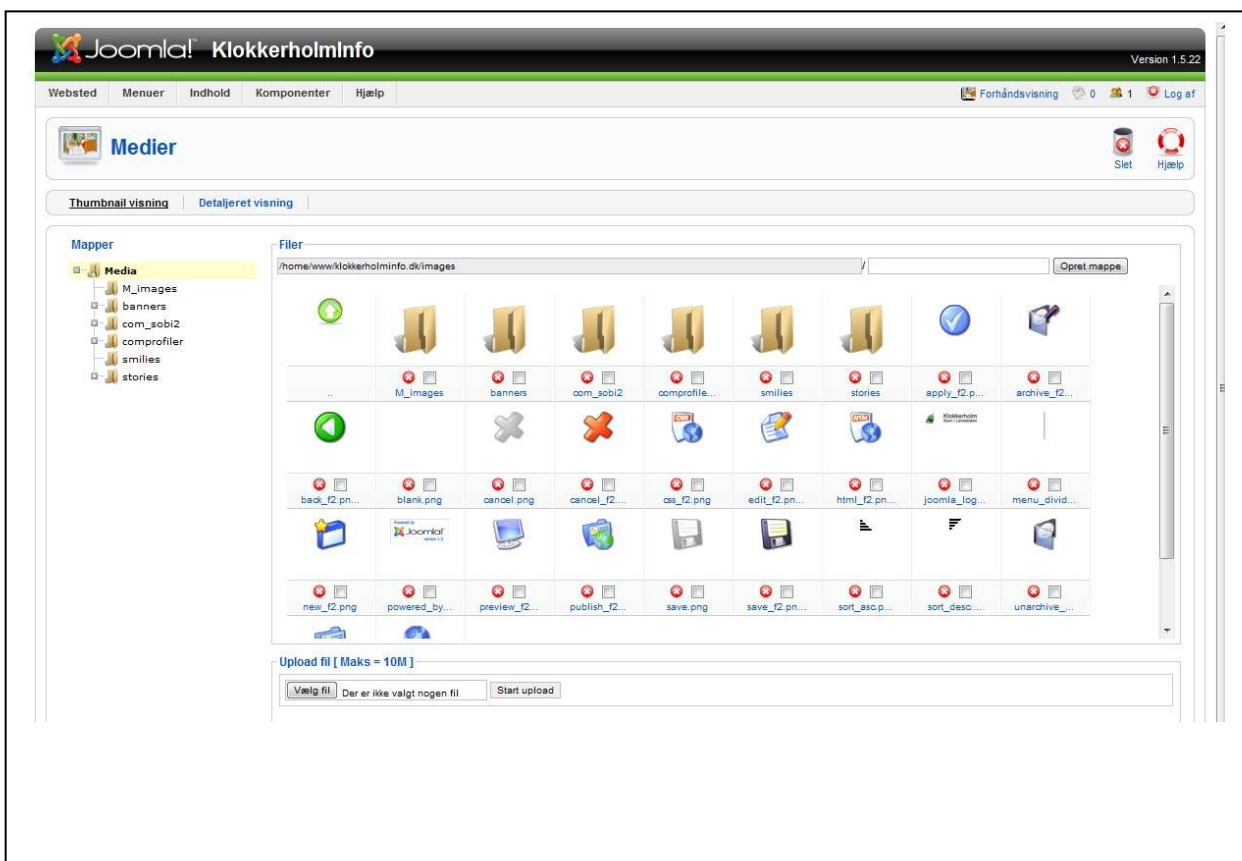 Joomla! KlokkerholmInfo
Version 1.5.22
Websted Menuer Indhold Komponenter Hjælp Forhåndsvisning 0 1 Log af
Medier
Slet Hjælp
Thumbnail visning Detaljeret visning
Mapper
Media
M_images
banners
com_sobi2
comprofiler
smilies
stories
Filer
/home/www/klokkerholminfo.dk/images / Opret mappe
.. M_images banners com_sobi2 comprofile... smilies stories apply_f2.p... archive_f2...
Klokkerholm
back_f2.pn... blank.png cancel.png cancel_f2.... css_f2.png edit_f2.pn... html_f2.pn... joomla_log... menu_divid...
Joomla!
new_f2.png powered_by... preview_f2... publish_f2... save.png save_f2.pn... sort_asc.p... sort_desc.... unarchive_...
Upload fil [ Maks = 10M ]
Vælg fil Der er ikke valgt nogen fil Start upload